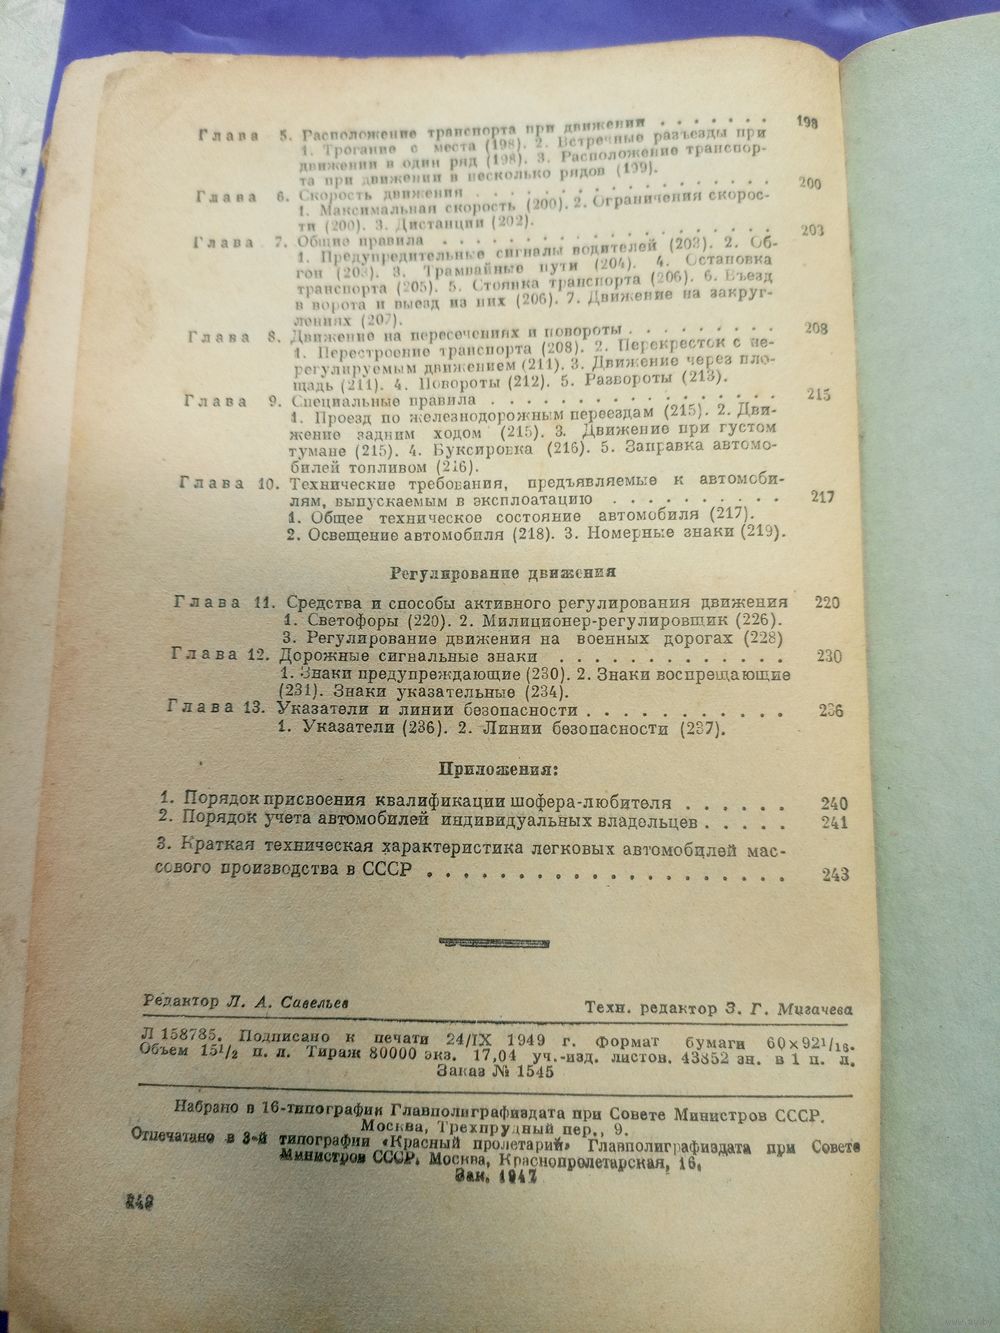 Глава 5. Расположение транспорта при движении . . . . . . . 198
1. Трогание с места (198). 2. Встречные разъезды при
движении в один ряд (198). 3. Расположение транспор-
та при движении в несколько рядов (199).
Глава 6. Скорость движения . . . . . . . . . . . . . . . 200
1. Максимальная скорость (200). 2. Ограничения скорос-
ти (200). 3. Дистанции (202).
Глава 7. Общие правила . . . . . . . . . . . . . . . . 203
1. Предупредительные сигналы водителей (203). 2. Об-
гон (203). 3. Трамвайные пути (204). 4. Остановка
транспорта (205). 5. Стоянка транспорта (206). 6. Въезд
в ворота и выезд из них (206). 7. Движение на закруг-
лениях (207).
Глава 8. Движение на пересечениях и повороты . . . . . . . . 208
1. Перестроение транспорта (208). 2. Перекресток с не-
регулируемым движением (211). 3. Движение через пло-
щадь (211). 4. Повороты (212). 5. Развороты (213).
Глава 9. Специальные правила . . . . . . . . . . . . . . 215
1. Проезд по железнодорожным переездам (215). 2. Дви-
жение задним ходом (215). 3. Движение при густом
тумане (215). 4. Буксировка (216). 5. Заправка автомо-
билей топливом (216).
Глава 10. Технические требования, предъявляемые к автомоби-
лям, выпускаемым в эксплоатацию . . . . . . . . . . 217
1. Общее техническое состояние автомобиля (217).
2. Освещение автомобиля (218). 3. Номерные знаки (219).
Регулирование движения
Глава 11. Средства и способы активного регулирования движения 220
1. Светофоры (220). 2. Милиционер-регулировщик (226).
3. Регулирование движения на военных дорогах (228)
Глава 12. Дорожные сигнальные знаки . . . . . . . . . . . . . 230
1. Знаки предупреждающие (230). 2. Знаки воспрещающие
(231). Знаки указательные (234).
Глава 13. Указатели и линии безопасности . . . . . . . . . . . 236
1. Указатели (236). 2. Линии безопасности (237).
Приложения:
1. Порядок присвоения квалификации шофера-любителя . . . . . . 240
2. Порядок учета автомобилей индивидуальных владельцев . . . . . 241
3. Краткая техническая характеристика легковых автомобилей мас-
сового производства в СССР . . . . . . . . . . . . . . . . . . . 243
Редактор Л. А. Савельев Техн. редактор З. Г. Мигачева
Л 158785. Подписано к печати 24/IX 1949 г. Формат бумаги 60×92 1/16.
Объем 15 1/2 п. л. Тираж 80000 экз. 17,04 уч.-изд. листов. 43852 зн. в 1 п. л.
Заказ № 1545
Набрано в 16-типографии Главполиграфиздата при Совете Министров СССР.
Москва, Трехпрудный пер., 9.
Отпечатано в 3-й типографии «Красный пролетарий» Главполиграфиздата при Совете
Министров СССР, Москва, Краснопролетарская, 16.
Зак. 1947
248